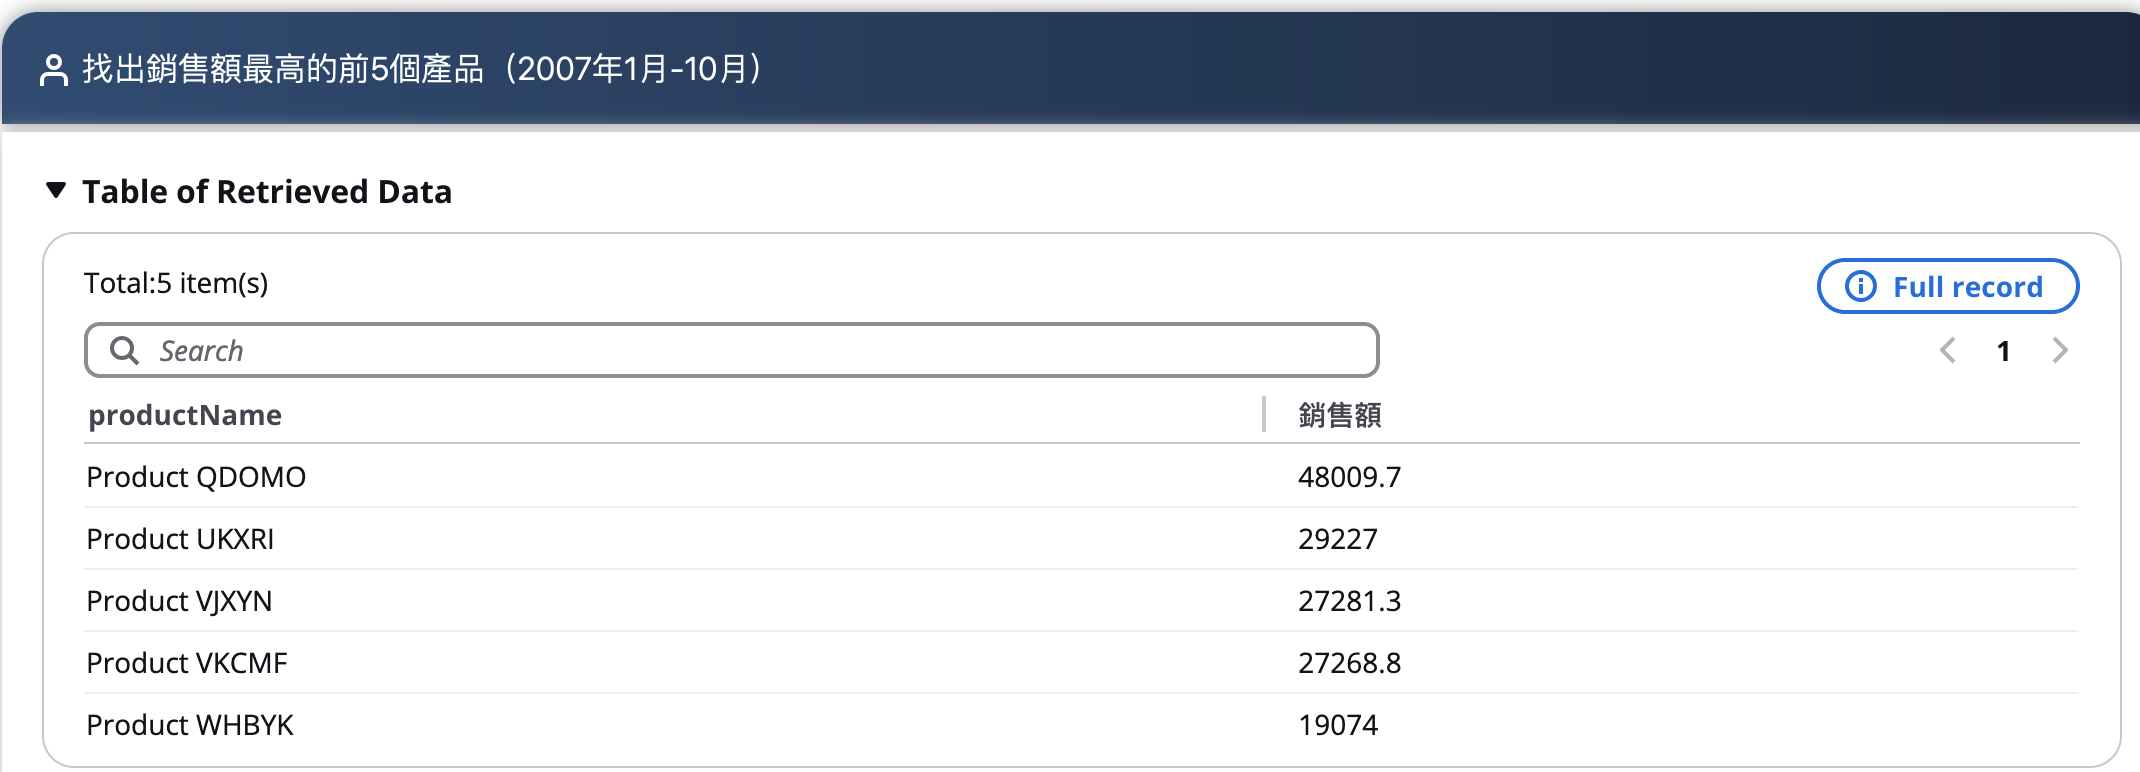 找出銷售額最高的前5個產品（2007年1月-10月）
Table of Retrieved Data
Total:5 item(s)
Full record
Search
1
productName 銷售額
Product QDOMO 48009.7
Product UKXRI 29227
Product VJXYN 27281.3
Product VKCMF 27268.8
Product WHBYK 19074